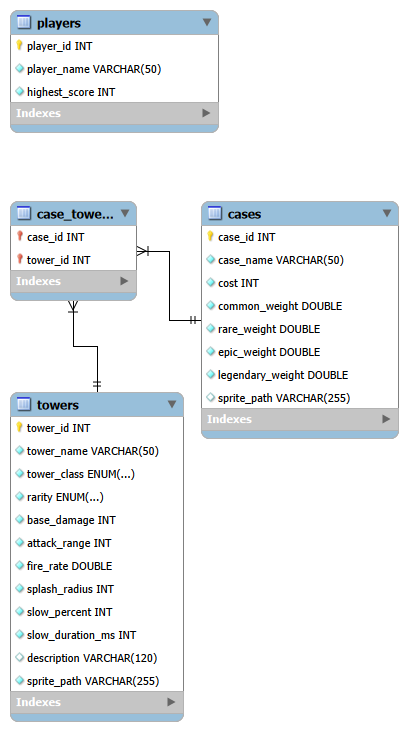 players
player_id INT
player_name VARCHAR(50)
highest_score INT
Indexes
case_towe...
case_id INT
tower_id INT
Indexes
cases
case_id INT
case_name VARCHAR(50)
cost INT
common_weight DOUBLE
rare_weight DOUBLE
epic_weight DOUBLE
legendary_weight DOUBLE
sprite_path VARCHAR(255)
Indexes
towers
tower_id INT
tower_name VARCHAR(50)
tower_class ENUM(...)
rarity ENUM(...)
base_damage INT
attack_range INT
fire_rate DOUBLE
splash_radius INT
slow_percent INT
slow_duration_ms INT
description VARCHAR(120)
sprite_path VARCHAR(255)
Indexes